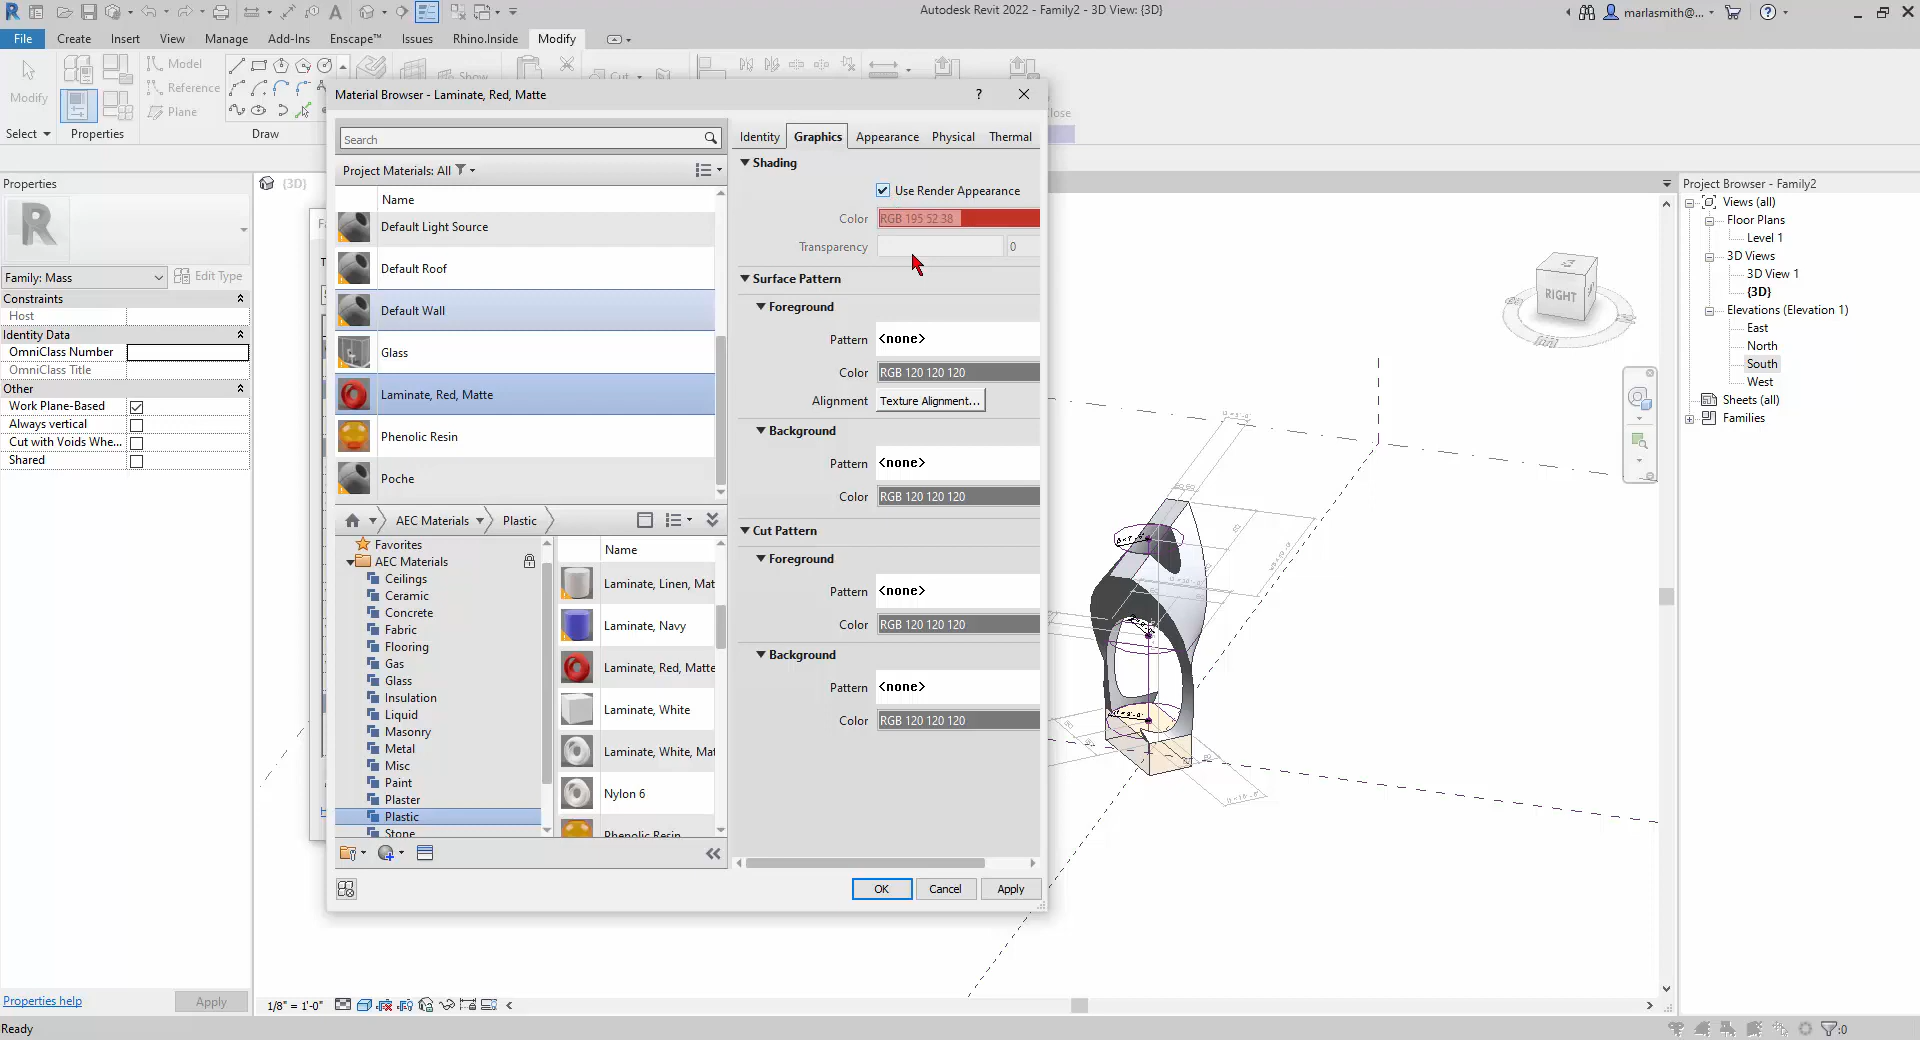 Autodesk Revit 2022 - Family2 - 3D View: {3D}
marlasmith@...
File
Create
Insert
View
Manage
Add-Ins
Enscape™
Issues
Rhino.Inside
Modify
Modify
Select
Properties
Model
Reference
Plane
Draw
Show
Cut
Material Browser - Laminate, Red, Matte
Search
Project Materials: All
Name
Default Light Source
Default Roof
Default Wall
Glass
Laminate, Red, Matte
Phenolic Resin
Poche
AEC Materials
Plastic
Favorites
AEC Materials
Ceilings
Ceramic
Concrete
Fabric
Flooring
Gas
Glass
Insulation
Liquid
Masonry
Metal
Misc
Paint
Plaster
Plastic
Stone
Name
Laminate, Linen, Mat
Laminate, Navy
Laminate, Red, Matte
Laminate, White
Laminate, White, Mat
Nylon 6
Phenolic Resin
Identity
Graphics
Appearance
Physical
Thermal
Shading
Use Render Appearance
Color
RGB 195 52 38
Transparency
0
Surface Pattern
Foreground
Pattern
<none>
Color
RGB 120 120 120
Alignment
Texture Alignment...
Background
Pattern
<none>
Color
RGB 120 120 120
Cut Pattern
Foreground
Pattern
<none>
Color
RGB 120 120 120
Background
Pattern
<none>
Color
RGB 120 120 120
OK
Cancel
Apply
Properties
Family: Mass
Edit Type
Constraints
Host
Identity Data
OmniClass Number
OmniClass Title
Other
Work Plane-Based
Always vertical
Cut with Voids Whe...
Shared
Properties help
Apply
{3D}
RIGHT
Project Browser - Family2
Views (all)
Floor Plans
Level 1
3D Views
3D View 1
{3D}
Elevations (Elevation 1)
East
North
South
West
Sheets (all)
Families
1/8" = 1'-0"
Ready
:0